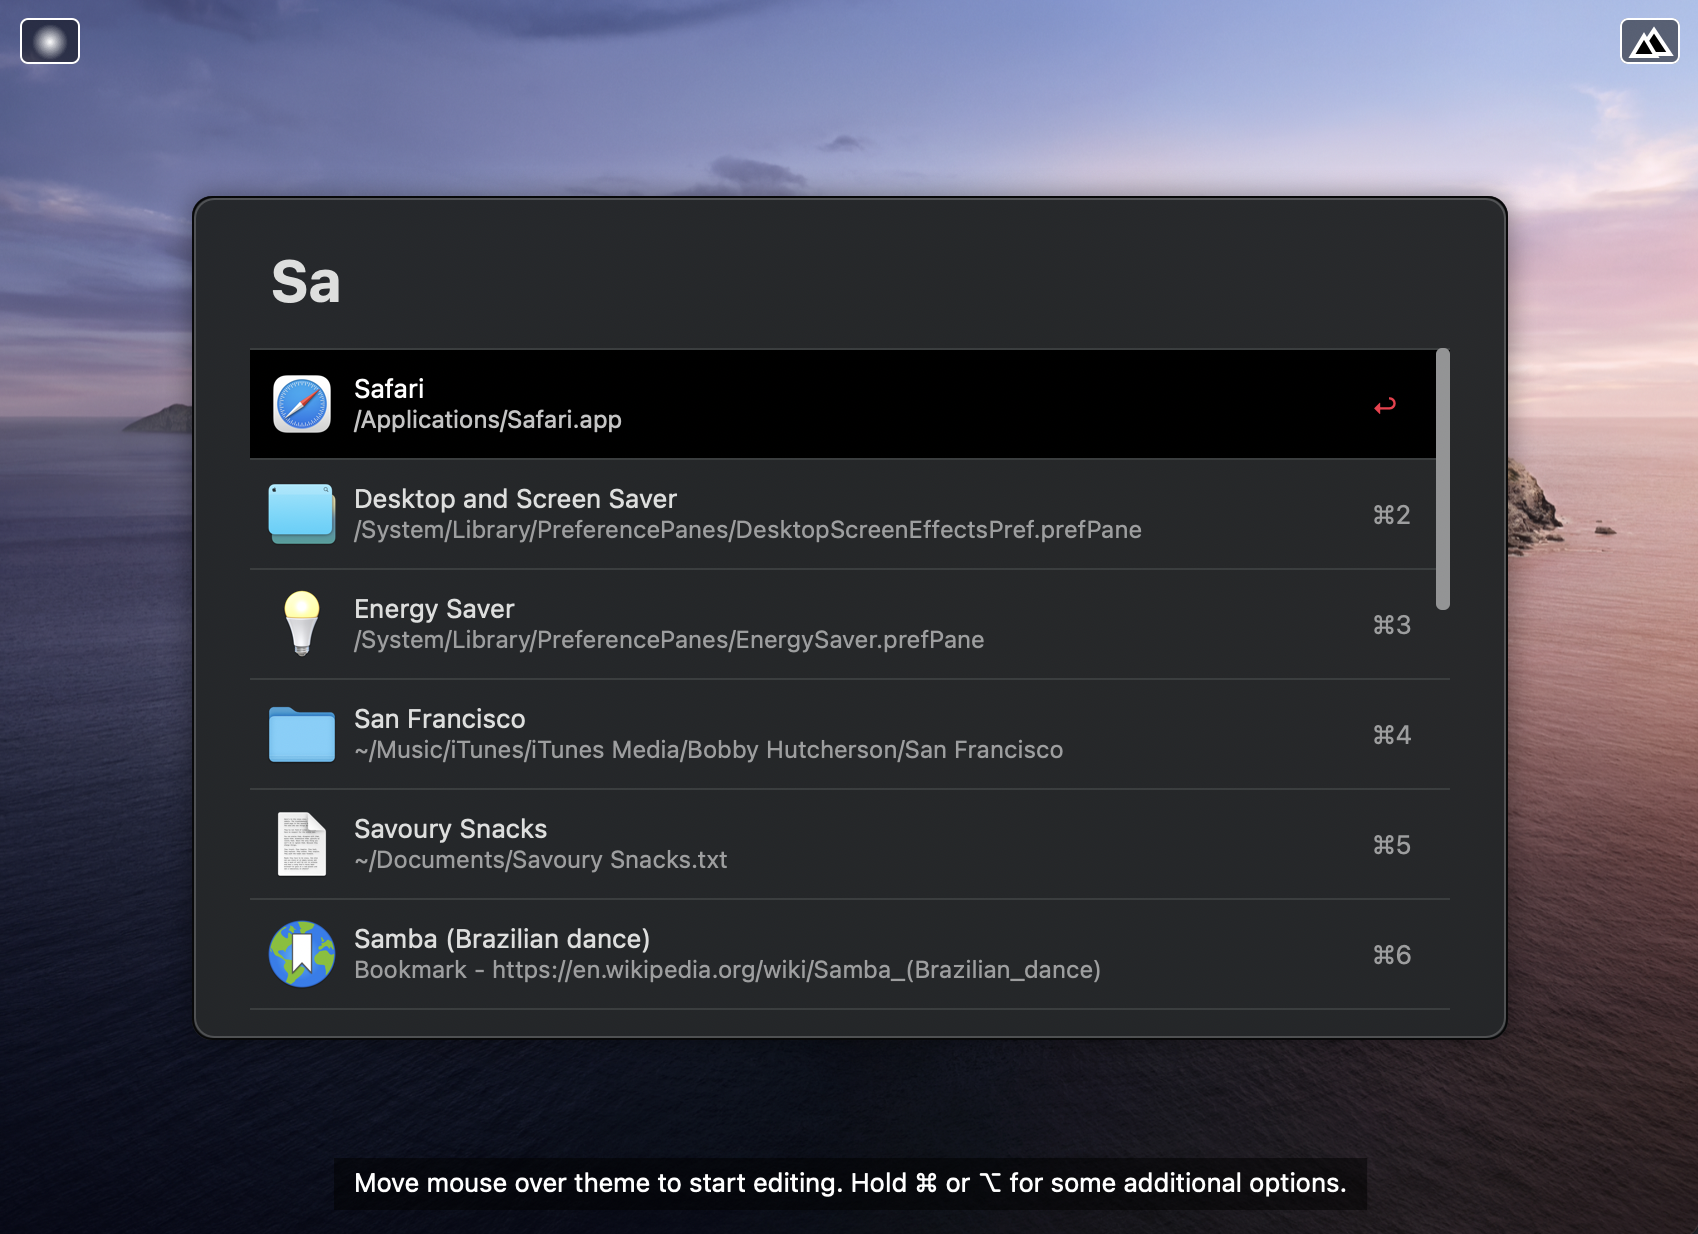 Sa
Safari
/Applications/Safari.app
Desktop and Screen Saver
/System/Library/PreferencePanes/DesktopScreenEffectsPref.prefPane
⌘2
Energy Saver
/System/Library/PreferencePanes/EnergySaver.prefPane
⌘3
San Francisco
~/Music/iTunes/iTunes Media/Bobby Hutcherson/San Francisco
⌘4
Savoury Snacks
~/Documents/Savoury Snacks.txt
⌘5
Samba (Brazilian dance)
Bookmark - https://en.wikipedia.org/wiki/Samba_(Brazilian_dance)
⌘6
Move mouse over theme to start editing. Hold ⌘ or ⌥ for some additional options.